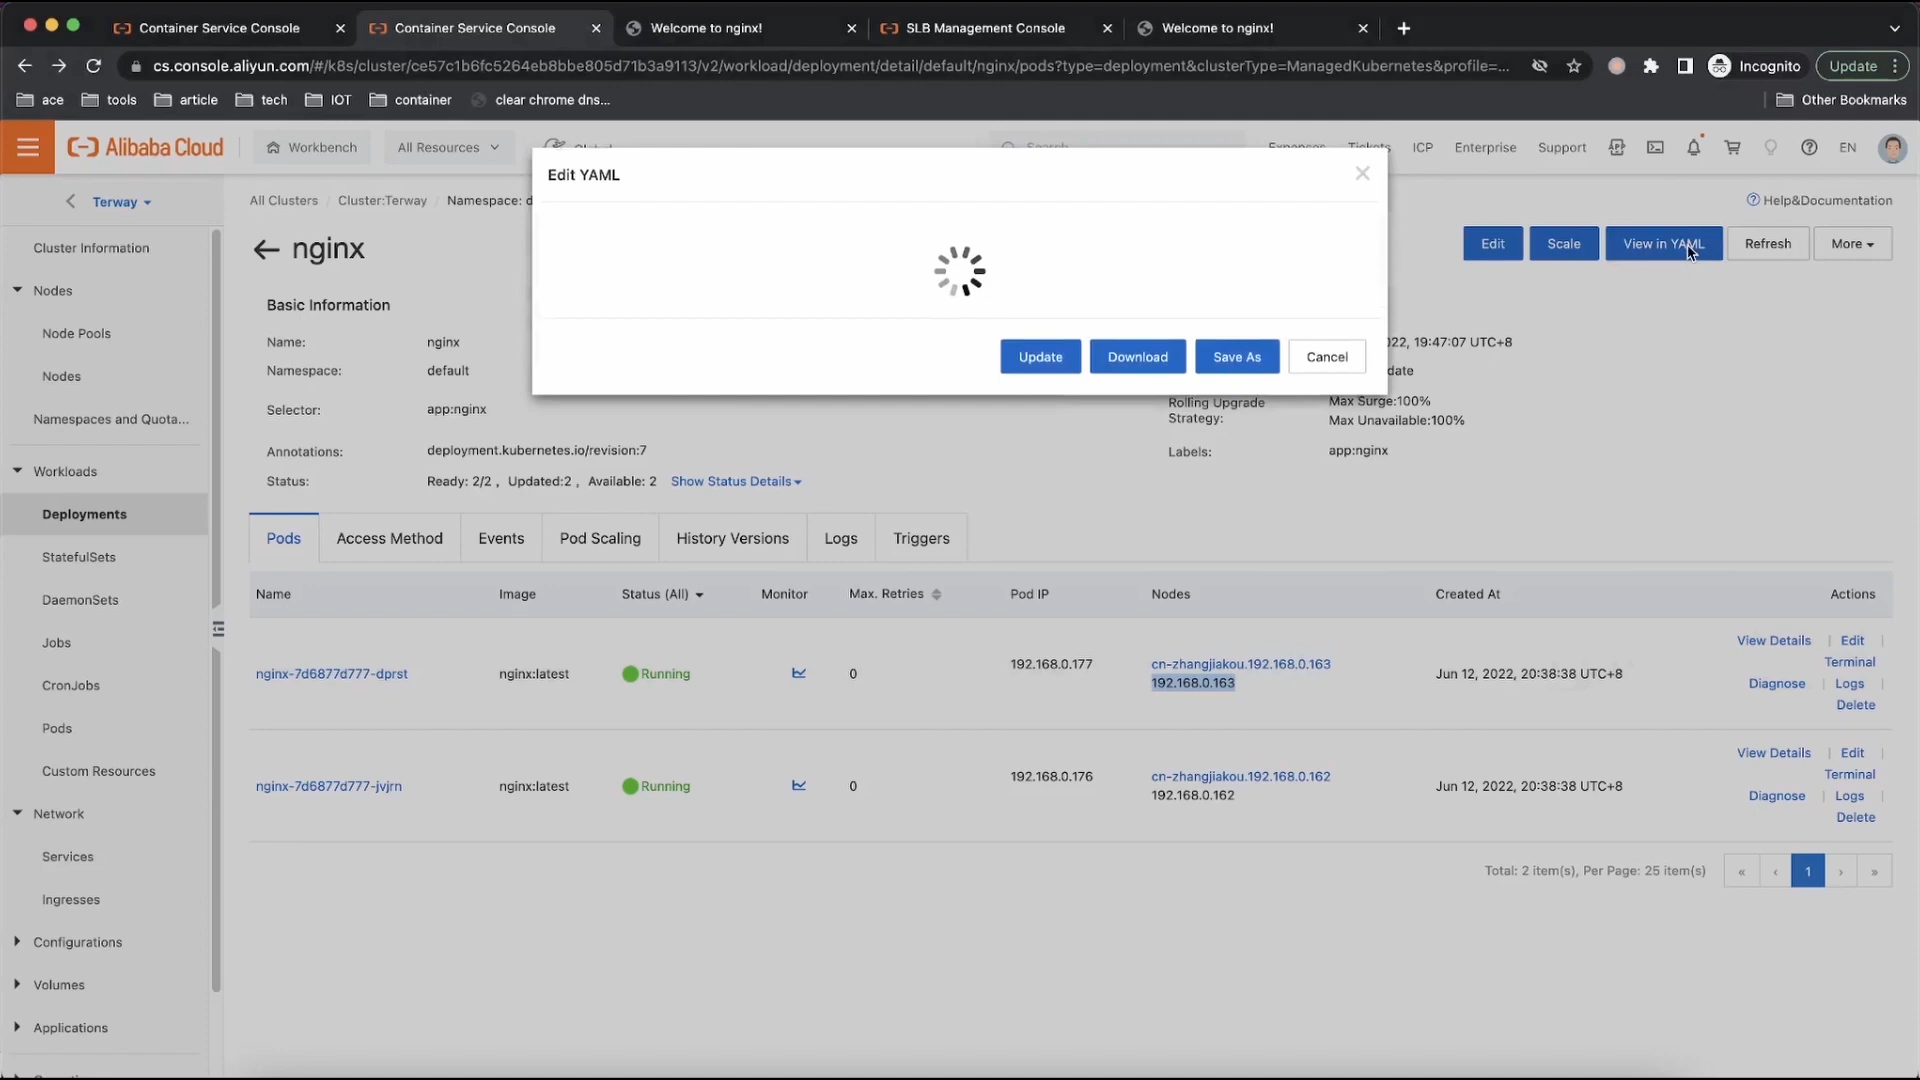 Container Service Console
Container Service Console
Welcome to nginx!
SLB Management Console
Welcome to nginx!
cs.console.aliyun.com/#/k8s/cluster/ce57c1b6fc5264eb8bbe805d71b3a9113/v2/workload/deployment/detail/default/nginx/pods?type=deployment&clusterType=ManagedKubernetes&profile=...
Incognito
Update
ace
tools
article
tech
IOT
container
clear chrome dns...
Other Bookmarks
Alibaba Cloud
Workbench
All Resources
Expenses
Tickets
ICP
Enterprise
Support
EN
Terway
All Clusters / Cluster:Terway / Namespace: d
Help&Documentation
nginx
Edit
Scale
View in YAML
Refresh
More
Edit YAML
Update
Download
Save As
Cancel
Basic Information
Name: nginx
022, 19:47:07 UTC+8
Namespace: default
date
Selector: app:nginx
Rolling Upgrade Strategy:
Max Surge:100%
Max Unavailable:100%
Annotations: deployment.kubernetes.io/revision:7
Labels: app:nginx
Status: Ready: 2/2 , Updated:2 , Available: 2 Show Status Details
Cluster Information
Nodes
Node Pools
Nodes
Namespaces and Quota...
Workloads
Deployments
StatefulSets
DaemonSets
Jobs
CronJobs
Pods
Custom Resources
Network
Services
Ingresses
Configurations
Volumes
Applications
Pods
Access Method
Events
Pod Scaling
History Versions
Logs
Triggers
Name Image Status (All) Monitor Max. Retries Pod IP Nodes Created At Actions
nginx-7d6877d777-dprst nginx:latest Running 0 192.168.0.177 cn-zhangjiakou.192.168.0.163
192.168.0.163
Jun 12, 2022, 20:38:38 UTC+8
View Details | Edit |
Terminal
Diagnose | Logs |
Delete
nginx-7d6877d777-jvjrn nginx:latest Running 0 192.168.0.176 cn-zhangjiakou.192.168.0.162
192.168.0.162
Jun 12, 2022, 20:38:38 UTC+8
View Details | Edit |
Terminal
Diagnose | Logs |
Delete
Total: 2 item(s), Per Page: 25 item(s)
« ‹ 1 › »